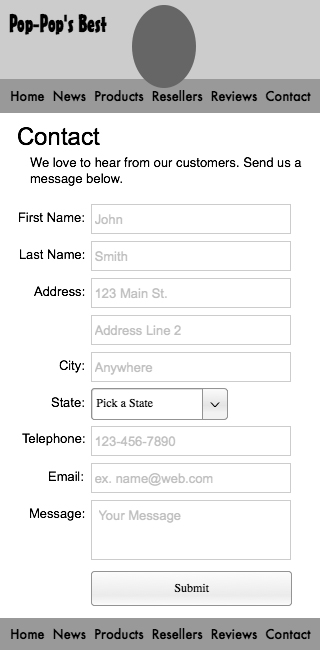 Pop-Pop's Best
Home News Products Resellers Reviews Contact
Contact
We love to hear from our customers. Send us a
message below.
First Name: John
Last Name: Smith
Address: 123 Main St.
Address Line 2
City: Anywhere
State: Pick a State
Telephone: 123-456-7890
Email: ex. name@web.com
Message: Your Message
Submit
Home News Products Resellers Reviews Contact